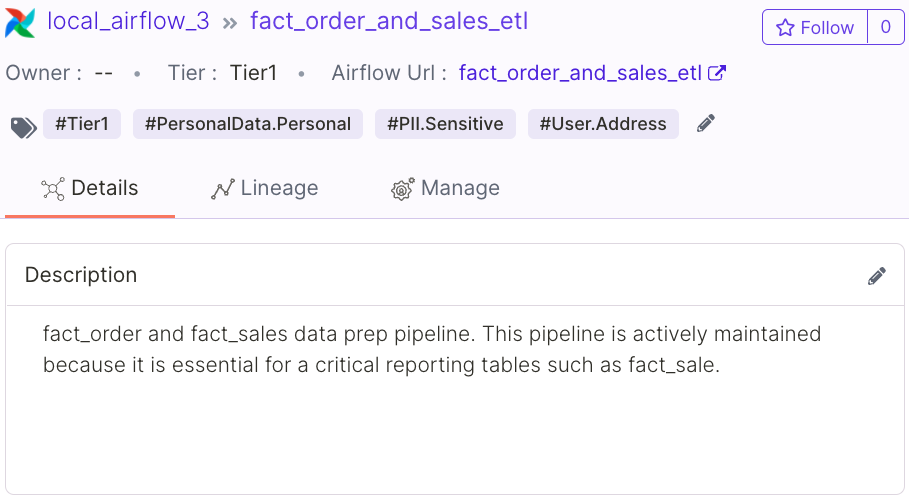 local_airflow_3 » fact_order_and_sales_etl
Follow 0
Owner : -- • Tier : Tier1 • Airflow Url : fact_order_and_sales_etl
#Tier1 #PersonalData.Personal #PII.Sensitive #User.Address
Details Lineage Manage
Description
fact_order and fact_sales data prep pipeline. This pipeline is actively maintained
because it is essential for a critical reporting tables such as fact_sale.